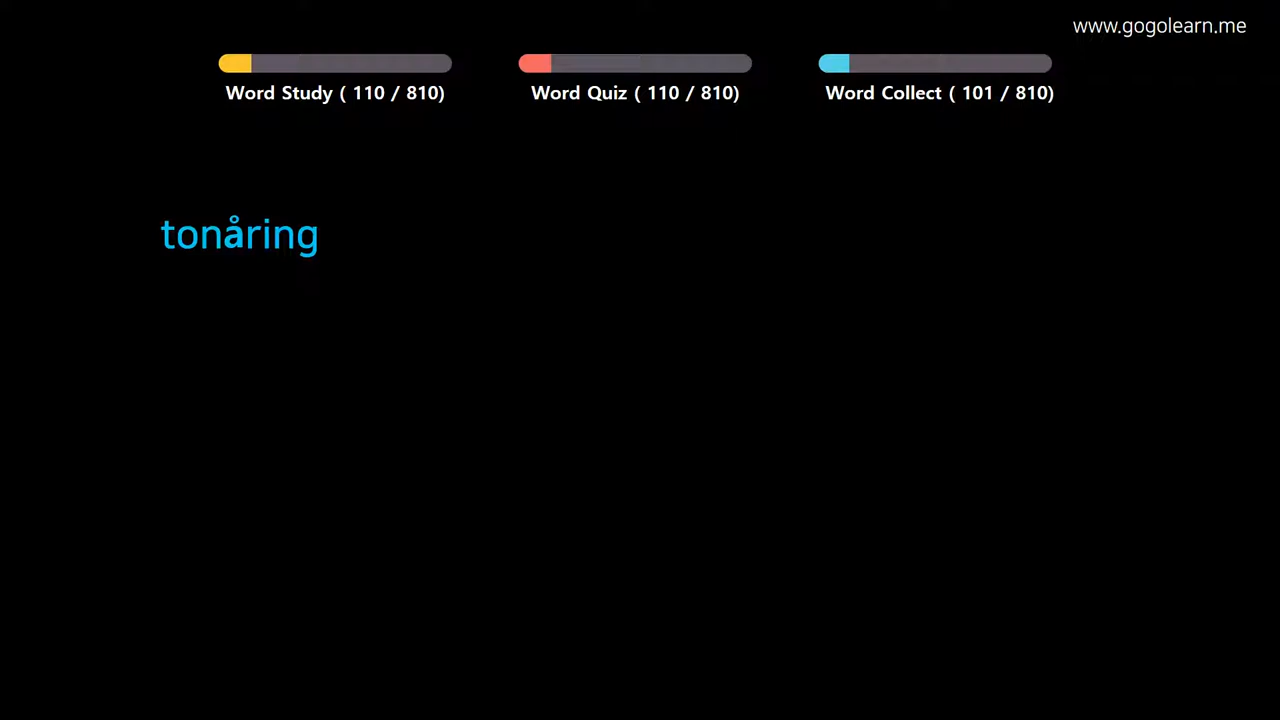 www.gogolearn.me
Word Study ( 110 / 810)
Word Quiz ( 110 / 810)
Word Collect ( 101 / 810)
tonåring